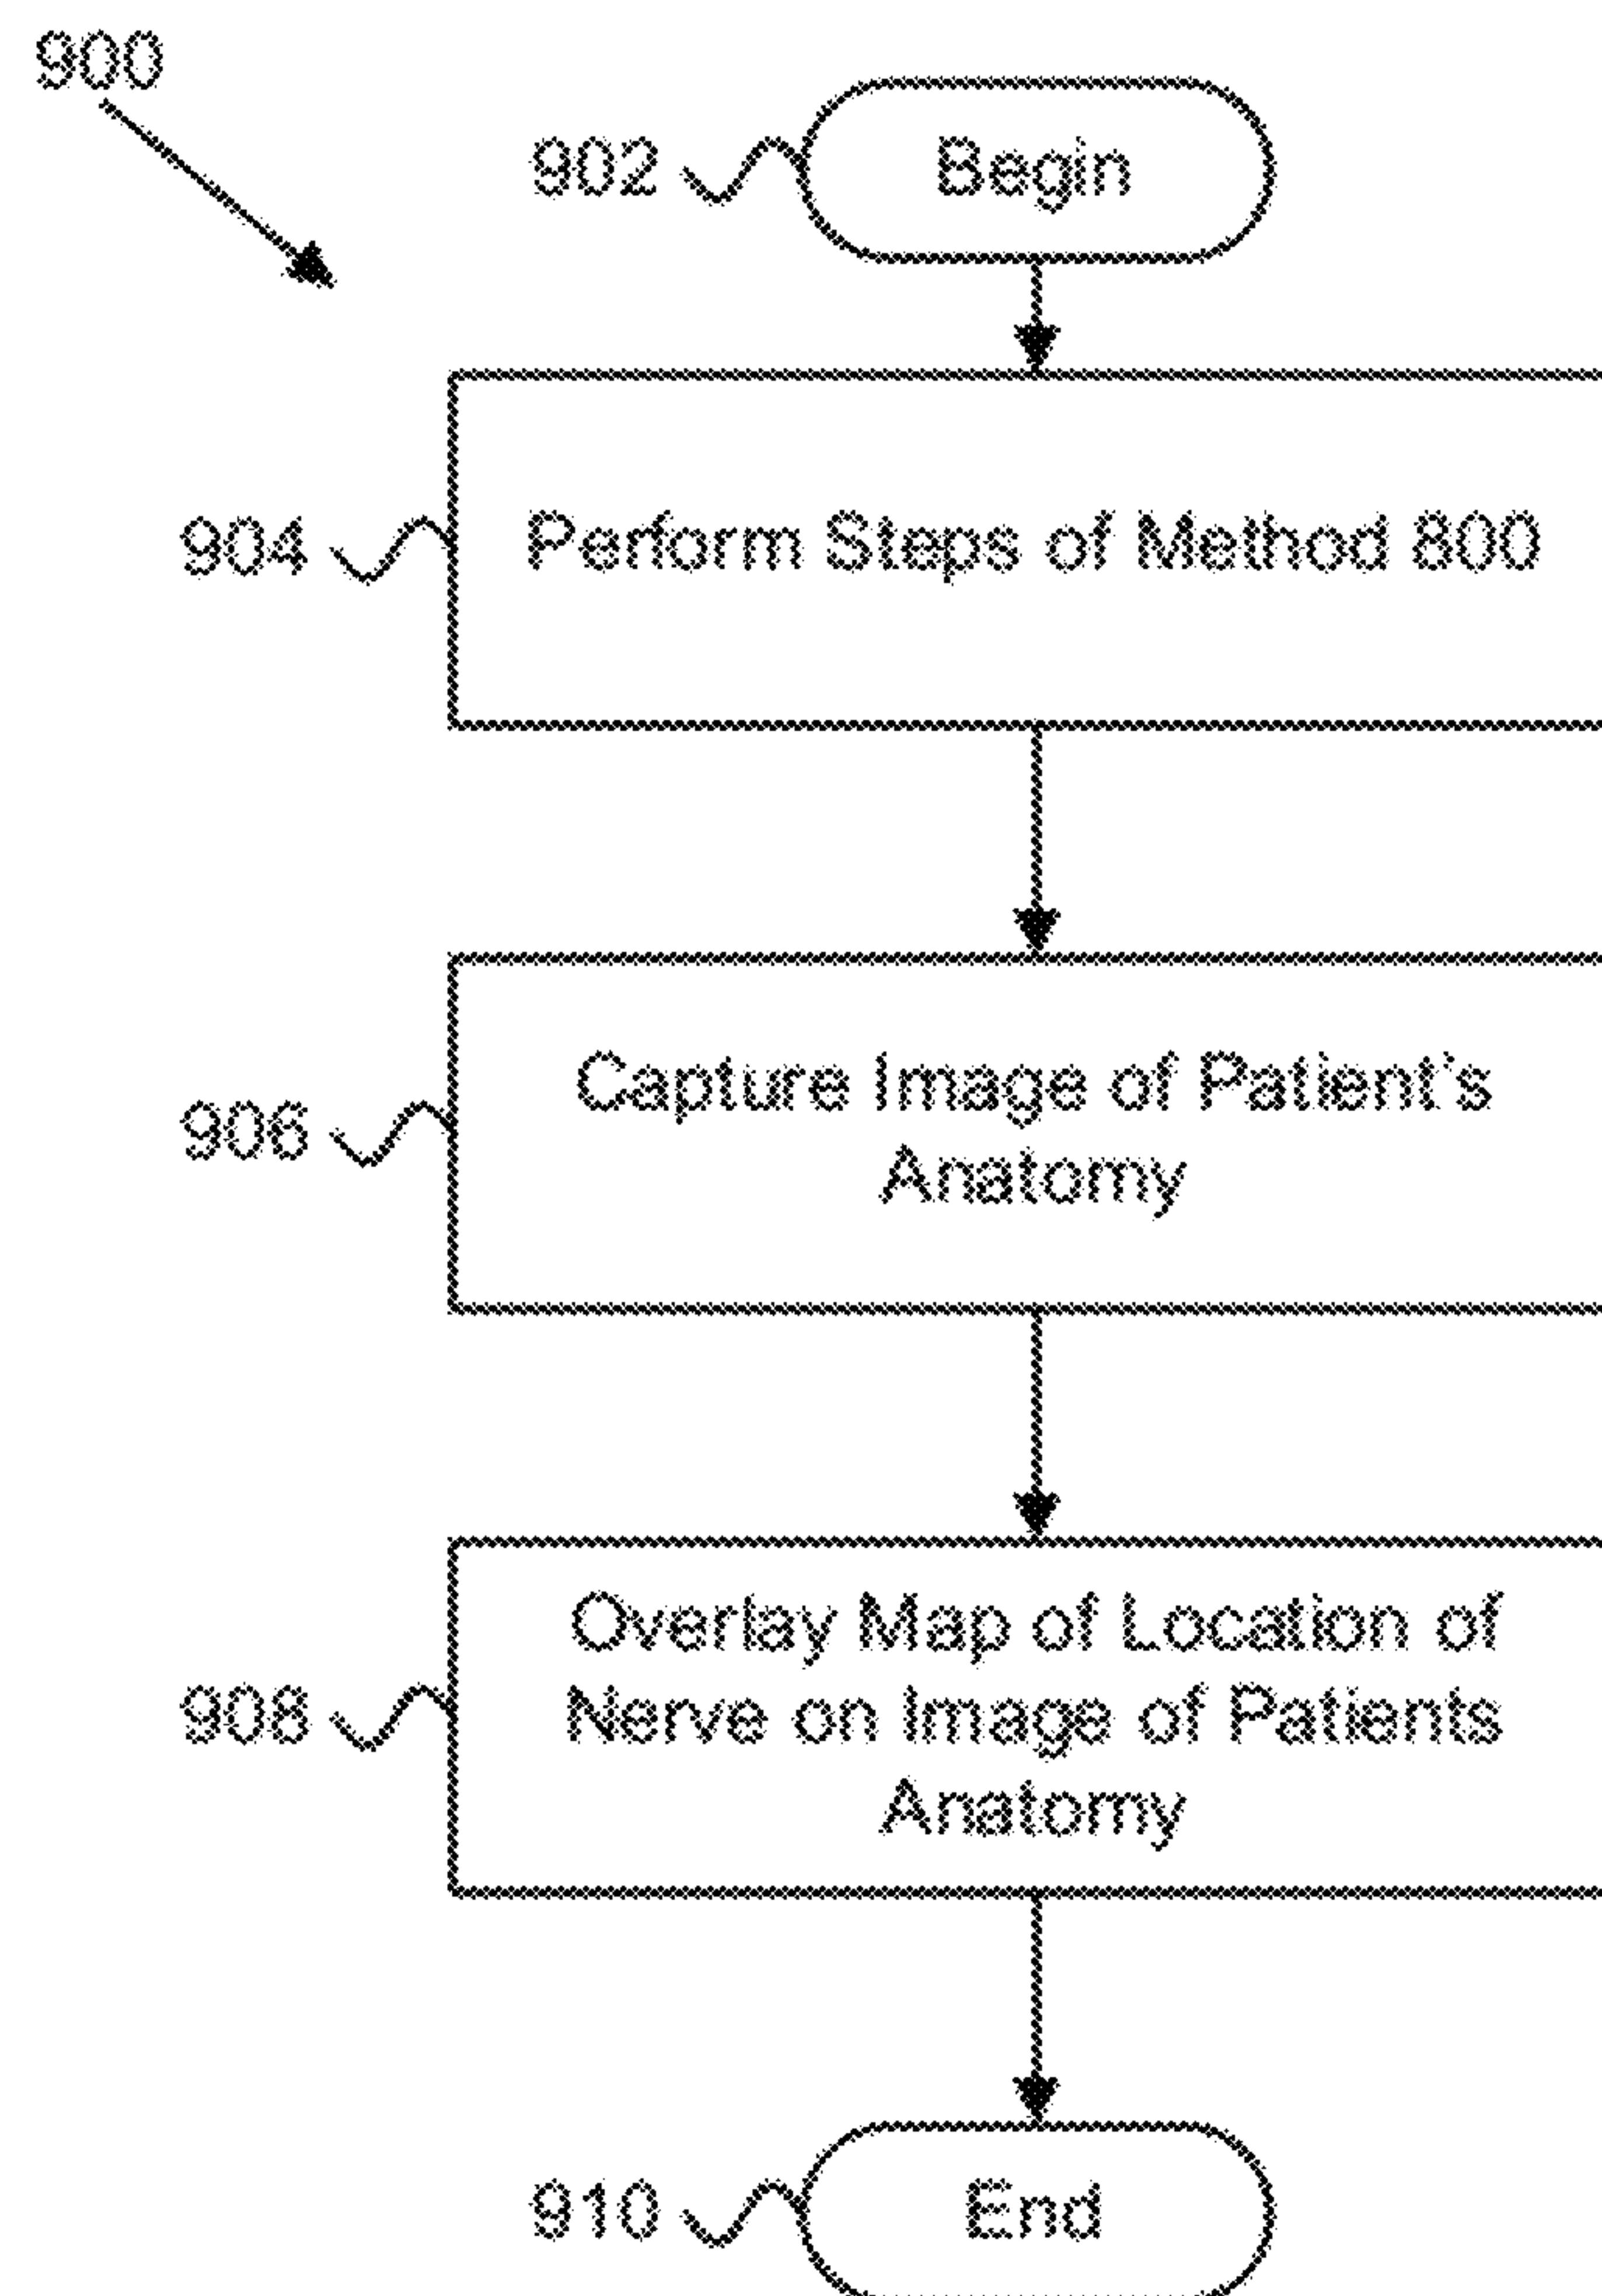 900
902 Begin
904 Perform Steps of Method 800
Capture Image of Patient's
906
Anatomy
Overlay Map of Location of
908 Nerve on Image of Patients
Anatomy
910 End